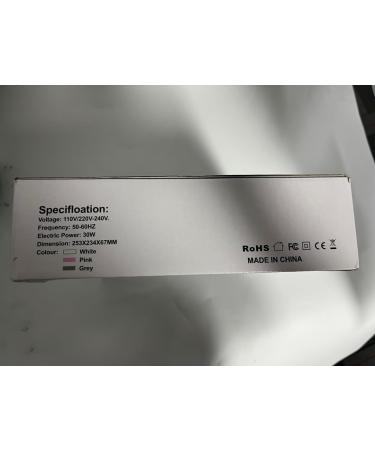 Specifloation:
Voltage: 110V/220V-240V.
Frequency: 50-60HZ
Electric Power: 30W
Dimension: 253X234X67MM
Colour: White
Pink
Grey
RoHS FC CE
MADE IN CHINA